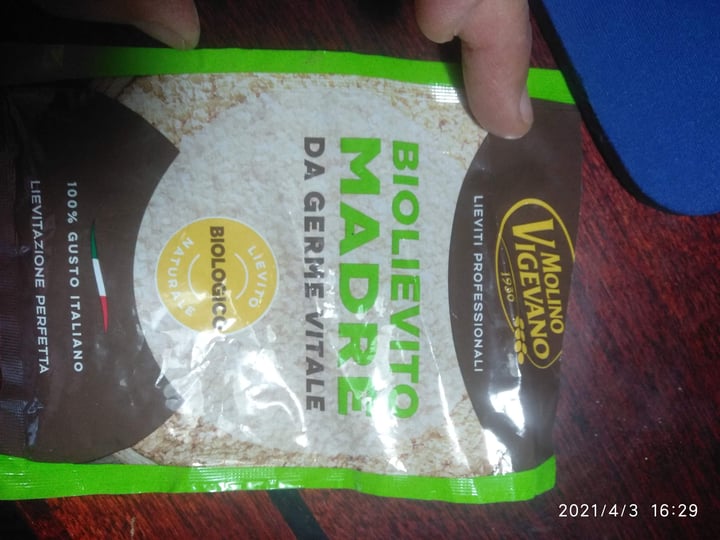 MOLINO
VIGEVANO
1930
LIEVITI PROFESSIONALI
BIOLIEVITO
MADRE
DA GERME VITALE
LIEVITO
BIOLOGICO
NATURALE
100% GUSTO ITALIANO
LIEVITAZIONE PERFETTA
2021/4/3 16:29